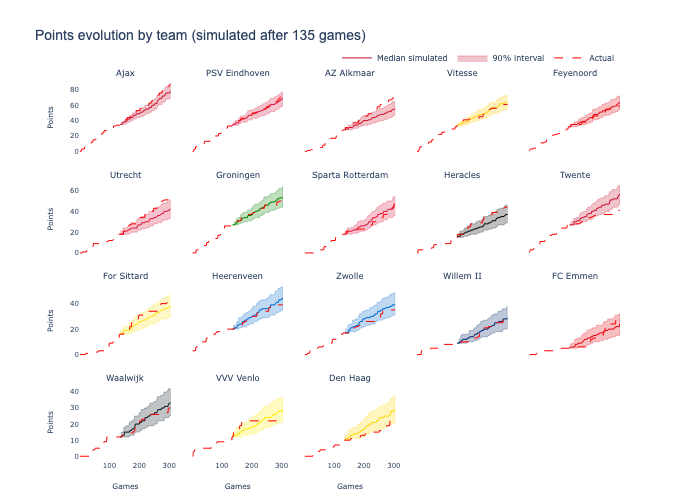 Points evolution by team (simulated after 135 games)
Median simulated 90% interval Actual
Ajax PSV Eindhoven AZ Alkmaar Vitesse Feyenoord
80
60
40
20
0
Points
Utrecht Groningen Sparta Rotterdam Heracles Twente
60
40
20
0
Points
For Sittard Heerenveen Zwolle Willem II FC Emmen
40
20
0
Points
Waalwijk VVV Venlo Den Haag
40
30
20
10
0
Points
100 200 300 100 200 300 100 200 300
Games Games Games